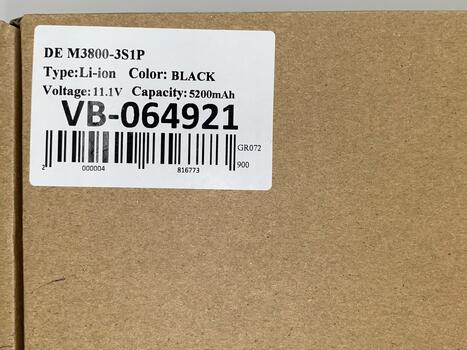 DE M3800-3S1P
Type:Li-ion Color: BLACK
Voltage:11.1V Capacity:5200mAh
VB-064921
GR072
900
2 000004 816773